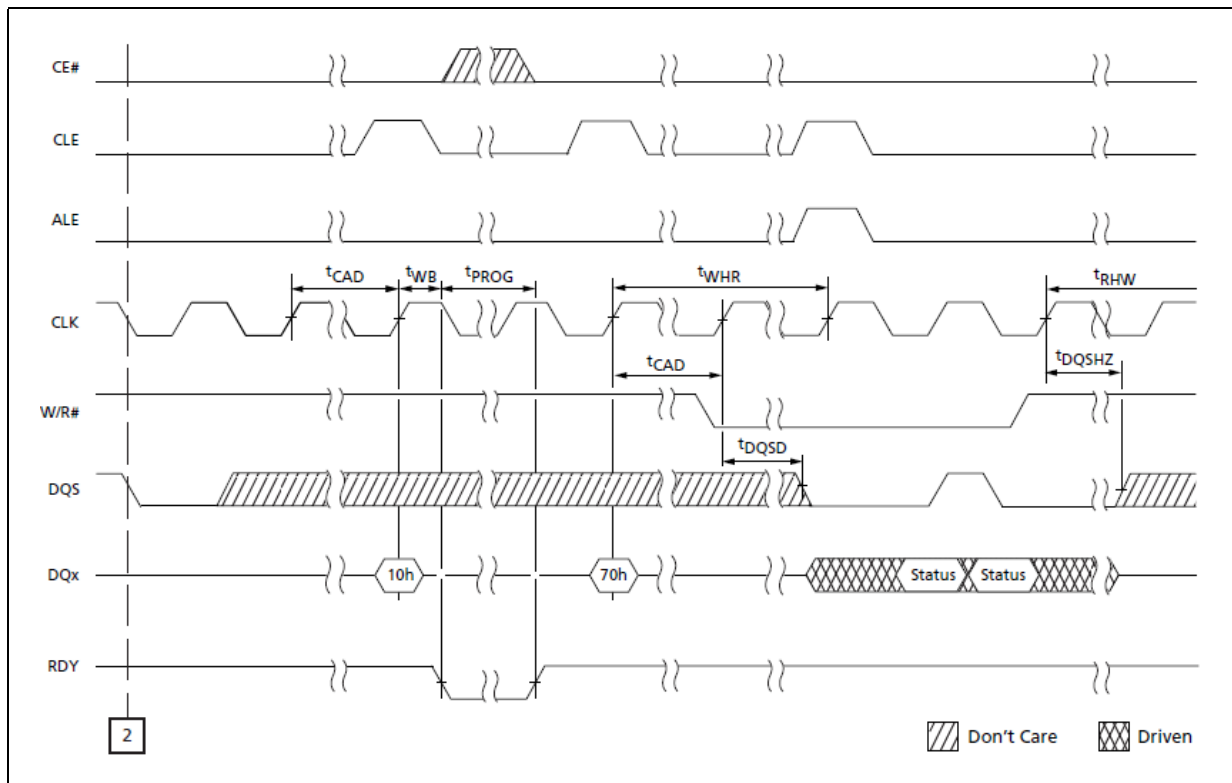 CE#
CLE
ALE
tCAD tWB tPROG tWHR tRHW
CLK
tCAD tDQSHZ
W/R#
tDQSD
DQS
DQx 10h 70h Status Status
RDY
2 Don't Care Driven